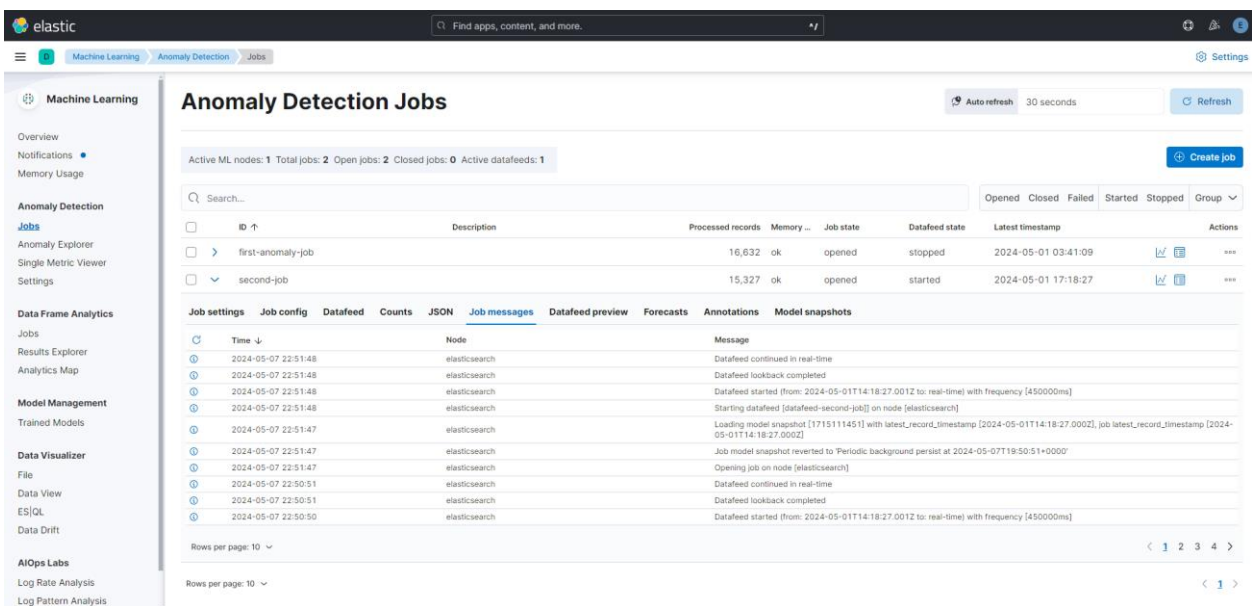 elastic
Find apps, content, and more.
^/
D Machine Learning Anomaly Detection Jobs
Settings
Machine Learning
Overview
Notifications
Memory Usage
Anomaly Detection
Jobs
Anomaly Explorer
Single Metric Viewer
Settings
Data Frame Analytics
Jobs
Results Explorer
Analytics Map
Model Management
Trained Models
Data Visualizer
File
Data View
ES|QL
Data Drift
AIOps Labs
Log Rate Analysis
Log Pattern Analysis
Anomaly Detection Jobs
Auto refresh 30 seconds
Refresh
Active ML nodes: 1 Total jobs: 2 Open jobs: 2 Closed jobs: 0 Active datafeeds: 1
Create job
Search...
Opened Closed Failed Started Stopped Group
ID ↑ Description Processed records Memory ... Job state Datafeed state Latest timestamp Actions
first-anomaly-job 16,632 ok opened stopped 2024-05-01 03:41:09
second-job 15,327 ok opened started 2024-05-01 17:18:27
Job settings Job config Datafeed Counts JSON Job messages Datafeed preview Forecasts Annotations Model snapshots
Time ↓ Node Message
2024-05-07 22:51:48 elasticsearch Datafeed continued in real-time
2024-05-07 22:51:48 elasticsearch Datafeed lookback completed
2024-05-07 22:51:48 elasticsearch Datafeed started (from: 2024-05-01T14:18:27.001Z to: real-time) with frequency [450000ms]
2024-05-07 22:51:48 elasticsearch Starting datafeed [datafeed-second-job]] on node [elasticsearch]
2024-05-07 22:51:47 elasticsearch Loading model snapshot [1715111451] with latest_record_timestamp [2024-05-01T14:18:27.000Z], job latest_record_timestamp [2024-
05-01T14:18:27.000Z]
2024-05-07 22:51:47 elasticsearch Job model snapshot reverted to 'Periodic background persist at 2024-05-07T19:50:51+0000'
2024-05-07 22:51:47 elasticsearch Opening job on node [elasticsearch]
2024-05-07 22:50:51 elasticsearch Datafeed continued in real-time
2024-05-07 22:50:51 elasticsearch Datafeed lookback completed
2024-05-07 22:50:50 elasticsearch Datafeed started (from: 2024-05-01T14:18:27.001Z to: real-time) with frequency [450000ms]
Rows per page: 10 < 1 2 3 4 >
Rows per page: 10 < 1 >
E